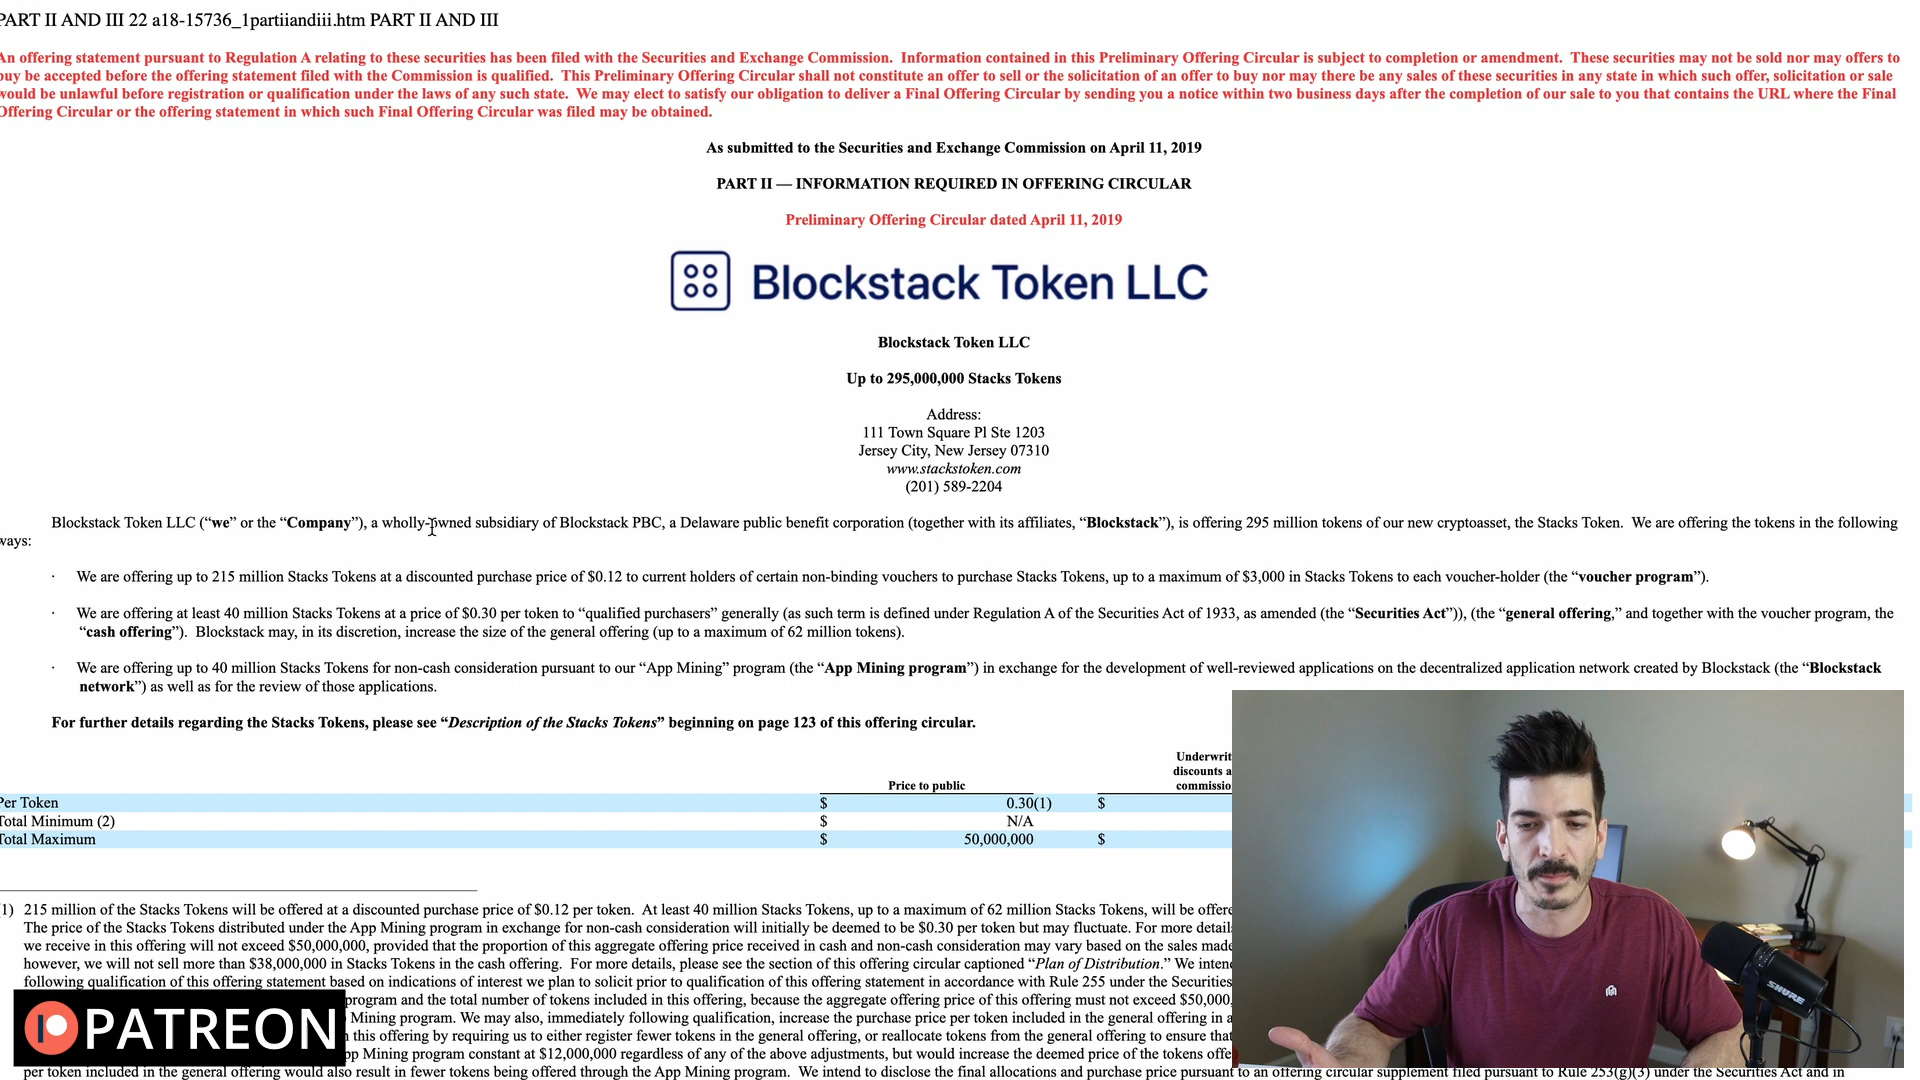 PART II AND III 22 a18-15736_1partiiandiii.htm PART II AND III
An offering statement pursuant to Regulation A relating to these securities has been filed with the Securities and Exchange Commission. Information contained in this Preliminary Offering Circular is subject to completion or amendment. These securities may not be sold nor may offers to
buy be accepted before the offering statement filed with the Commission is qualified. This Preliminary Offering Circular shall not constitute an offer to sell or the solicitation of an offer to buy nor may there be any sales of these securities in any state in which such offer, solicitation or sale
would be unlawful before registration or qualification under the laws of any such state. We may elect to satisfy our obligation to deliver a Final Offering Circular by sending you a notice within two business days after the completion of our sale to you that contains the URL where the Final
Offering Circular or the offering statement in which such Final Offering Circular was filed may be obtained.
As submitted to the Securities and Exchange Commission on April 11, 2019
PART II — INFORMATION REQUIRED IN OFFERING CIRCULAR
Preliminary Offering Circular dated April 11, 2019
Blockstack Token LLC
Blockstack Token LLC
Up to 295,000,000 Stacks Tokens
Address:
111 Town Square Pl Ste 1203
Jersey City, New Jersey 07310
www.stackstoken.com
(201) 589-2204
Blockstack Token LLC (“we” or the “Company”), a wholly-owned subsidiary of Blockstack PBC, a Delaware public benefit corporation (together with its affiliates, “Blockstack”), is offering 295 million tokens of our new cryptoasset, the Stacks Token. We are offering the tokens in the following
ways:
· We are offering up to 215 million Stacks Tokens at a discounted purchase price of $0.12 to current holders of certain non-binding vouchers to purchase Stacks Tokens, up to a maximum of $3,000 in Stacks Tokens to each voucher-holder (the “voucher program”).
· We are offering at least 40 million Stacks Tokens at a price of $0.30 per token to “qualified purchasers” generally (as such term is defined under Regulation A of the Securities Act of 1933, as amended (the “Securities Act”)), (the “general offering,” and together with the voucher program, the
“cash offering”). Blockstack may, in its discretion, increase the size of the general offering (up to a maximum of 62 million tokens).
· We are offering up to 40 million Stacks Tokens for non-cash consideration pursuant to our “App Mining” program (the “App Mining program”) in exchange for the development of well-reviewed applications on the decentralized application network created by Blockstack (the “Blockstack
network”) as well as for the review of those applications.
For further details regarding the Stacks Tokens, please see “Description of the Stacks Tokens” beginning on page 123 of this offering circular.
Underwrit
discounts a
Price to public commissio
Per Token $ 0.30(1) $
Total Minimum (2) $ N/A
Total Maximum $ 50,000,000 $
(1) 215 million of the Stacks Tokens will be offered at a discounted purchase price of $0.12 per token. At least 40 million Stacks Tokens, up to a maximum of 62 million Stacks Tokens, will be offere
The price of the Stacks Tokens distributed under the App Mining program in exchange for non-cash consideration will initially be deemed to be $0.30 per token but may fluctuate. For more detail
we receive in this offering will not exceed $50,000,000, provided that the proportion of this aggregate offering price received in cash and non-cash consideration may vary based on the sales made
however, we will not sell more than $38,000,000 in Stacks Tokens in the cash offering. For more details, please see the section of this offering circular captioned “Plan of Distribution.” We intend
following qualification of this offering statement based on indications of interest we plan to solicit prior to qualification of this offering statement in accordance with Rule 255 under the Securities
program and the total number of tokens included in this offering, because the aggregate offering price of this offering must not exceed $50,000,
Mining program. We may also, immediately following qualification, increase the purchase price per token included in the general offering in a
this offering by requiring us to either register fewer tokens in the general offering, or reallocate tokens from the general offering to ensure that
pp Mining program constant at $12,000,000 regardless of any of the above adjustments, but would increase the deemed price of the tokens offe
per token included in the general offering would also result in fewer tokens being offered through the App Mining program. We intend to disclose the final allocations and purchase price pursuant to an offering circular supplement filed pursuant to Rule 253(g)(3) under the Securities Act and in
PATREON
SHURE